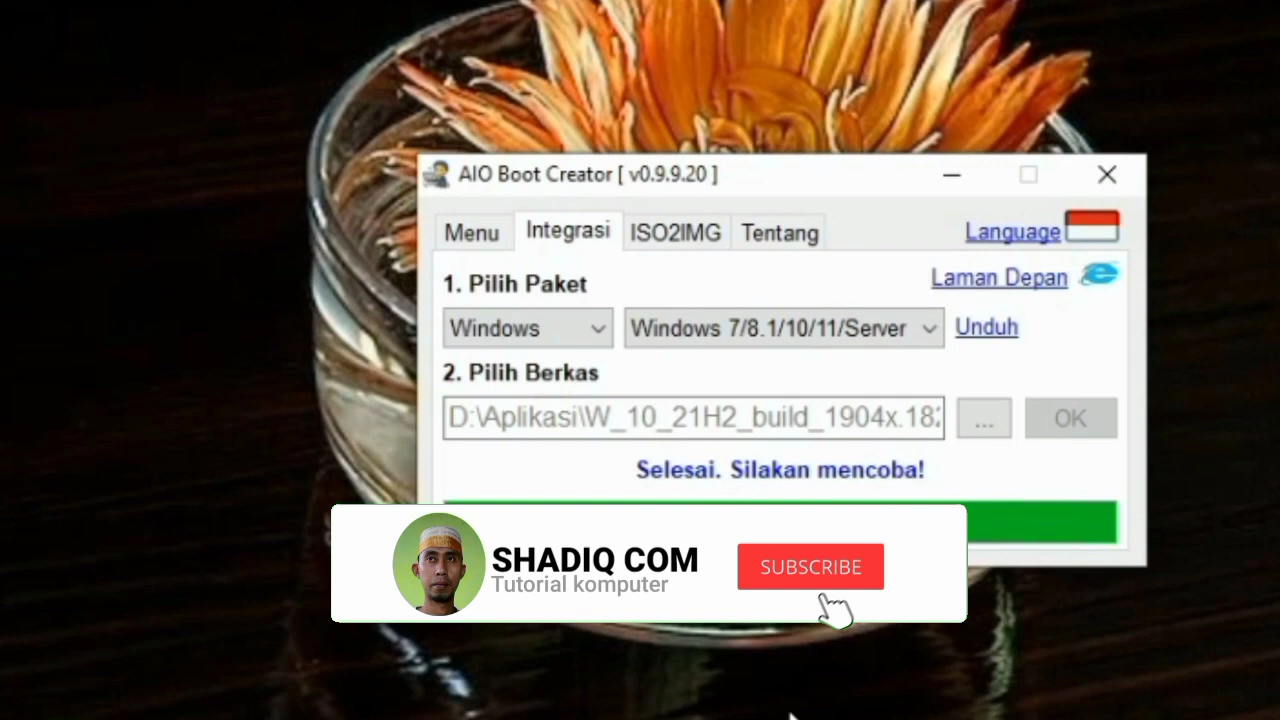 AIO Boot Creator [ v0.9.9.20 ]
Menu Integrasi ISO2IMG Tentang Language
1. Pilih Paket Laman Depan
Windows Windows 7/8.1/10/11/Server Unduh
2. Pilih Berkas
D:\Aplikasi\W_10_21H2_build_1904x.182 ... OK
Selesai. Silakan mencoba!
SHADIQ COM
Tutorial komputer
SUBSCRIBE